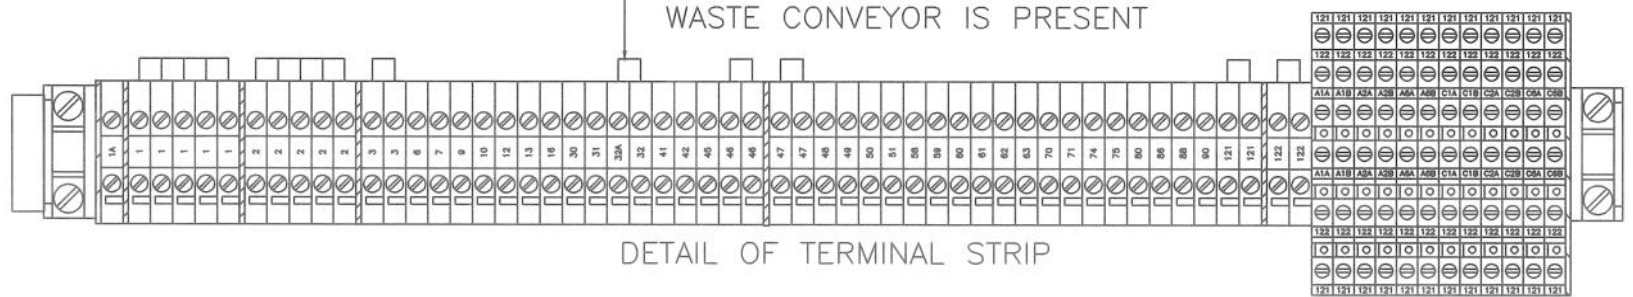 WASTE CONVEYOR IS PRESENT
121 121 121 121 121 121 121 121 121 121 121 121
122 122 122 122 122 122 122 122 122 122 122 122
A1A A1B A2A A2B A6A A6B C1A C1B C2A C2B C6A C6B
1A 1 1 1 1 1 2 2 2 2 2 3 3 6 7 9 10 12 13 16 30 31 32A 32 41 42 45 46 46 47 47 48 49 50 51 58 59 60 61 62 63 70 71 74 75 80 86 88 90 121 121 122 122
A1A A1B A2A A2B A6A A6B C1A C1B C2A C2B C6A C6B
122 122 122 122 122 122 122 122 122 122 122 122
DETAIL OF TERMINAL STRIP
121 121 121 121 121 121 121 121 121 121 121 121